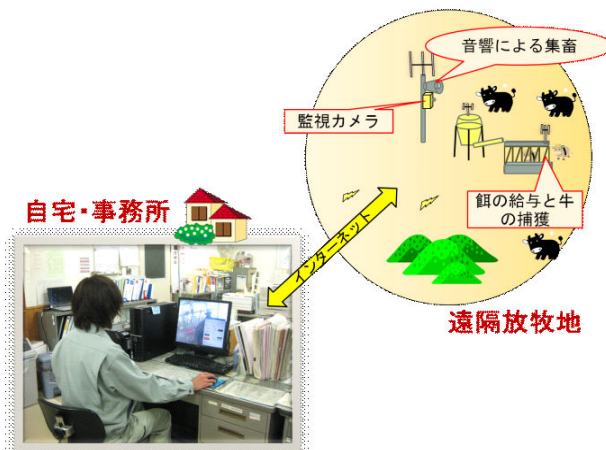 音響による集畜
監視カメラ
餌の給与と牛
の捕獲
自宅・事務所
インターネット
遠隔放牧地